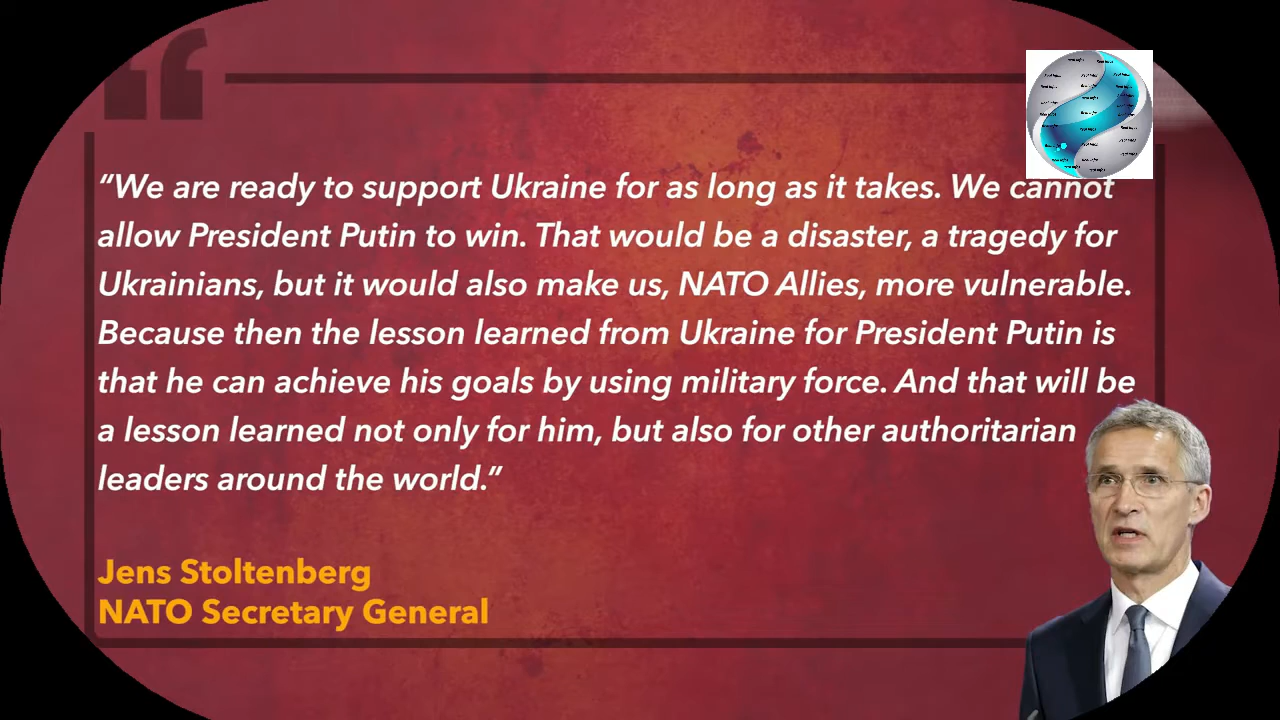 “We are ready to support Ukraine for as long as it takes. We cannot
allow President Putin to win. That would be a disaster, a tragedy for
Ukrainians, but it would also make us, NATO Allies, more vulnerable.
Because then the lesson learned from Ukraine for President Putin is
that he can achieve his goals by using military force. And that will be
a lesson learned not only for him, but also for other authoritarian
leaders around the world.”
Jens Stoltenberg
NATO Secretary General